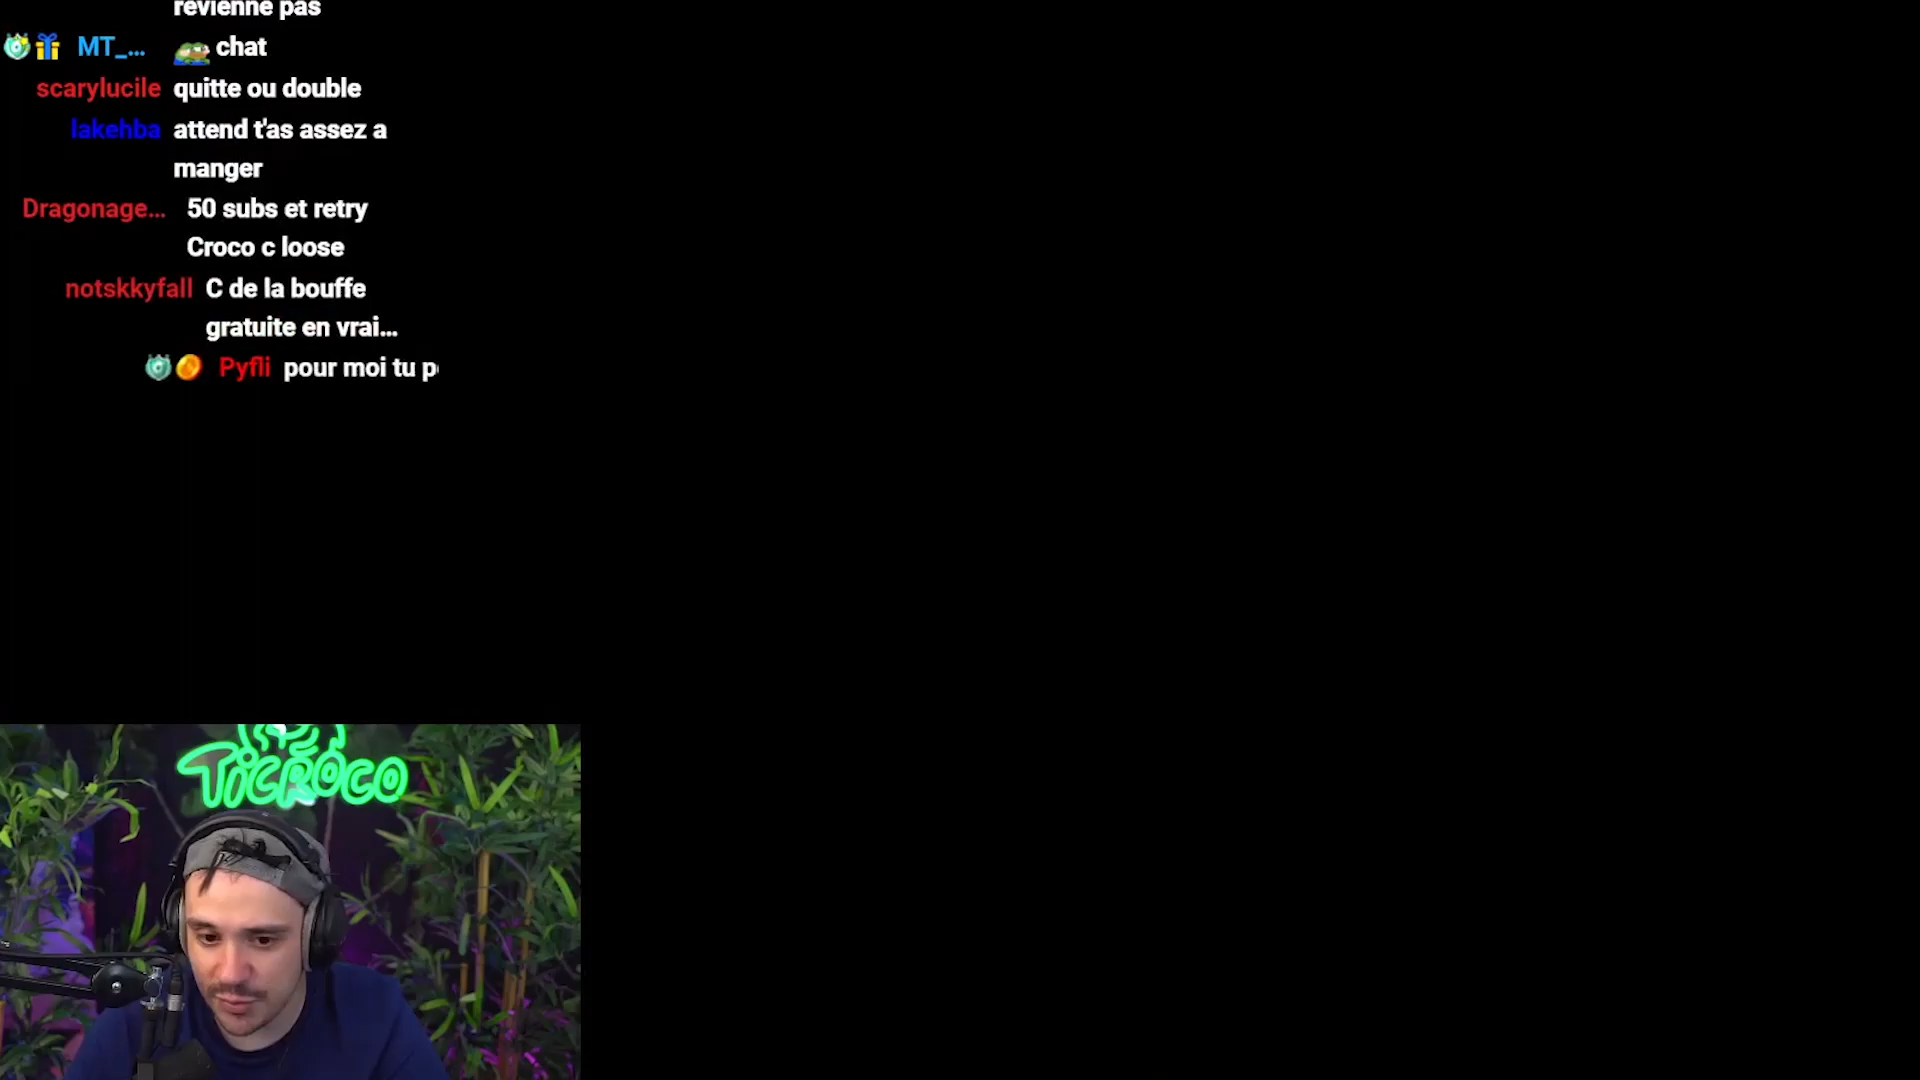 revienne pas
MT_... chat
scarylucile quitte ou double
lakehba attend t'as assez a
manger
Dragonage... 50 subs et retry
Croco c loose
notskkyfall C de la bouffe
gratuite en vrai...
Pyfli pour moi tu
TiCROCO